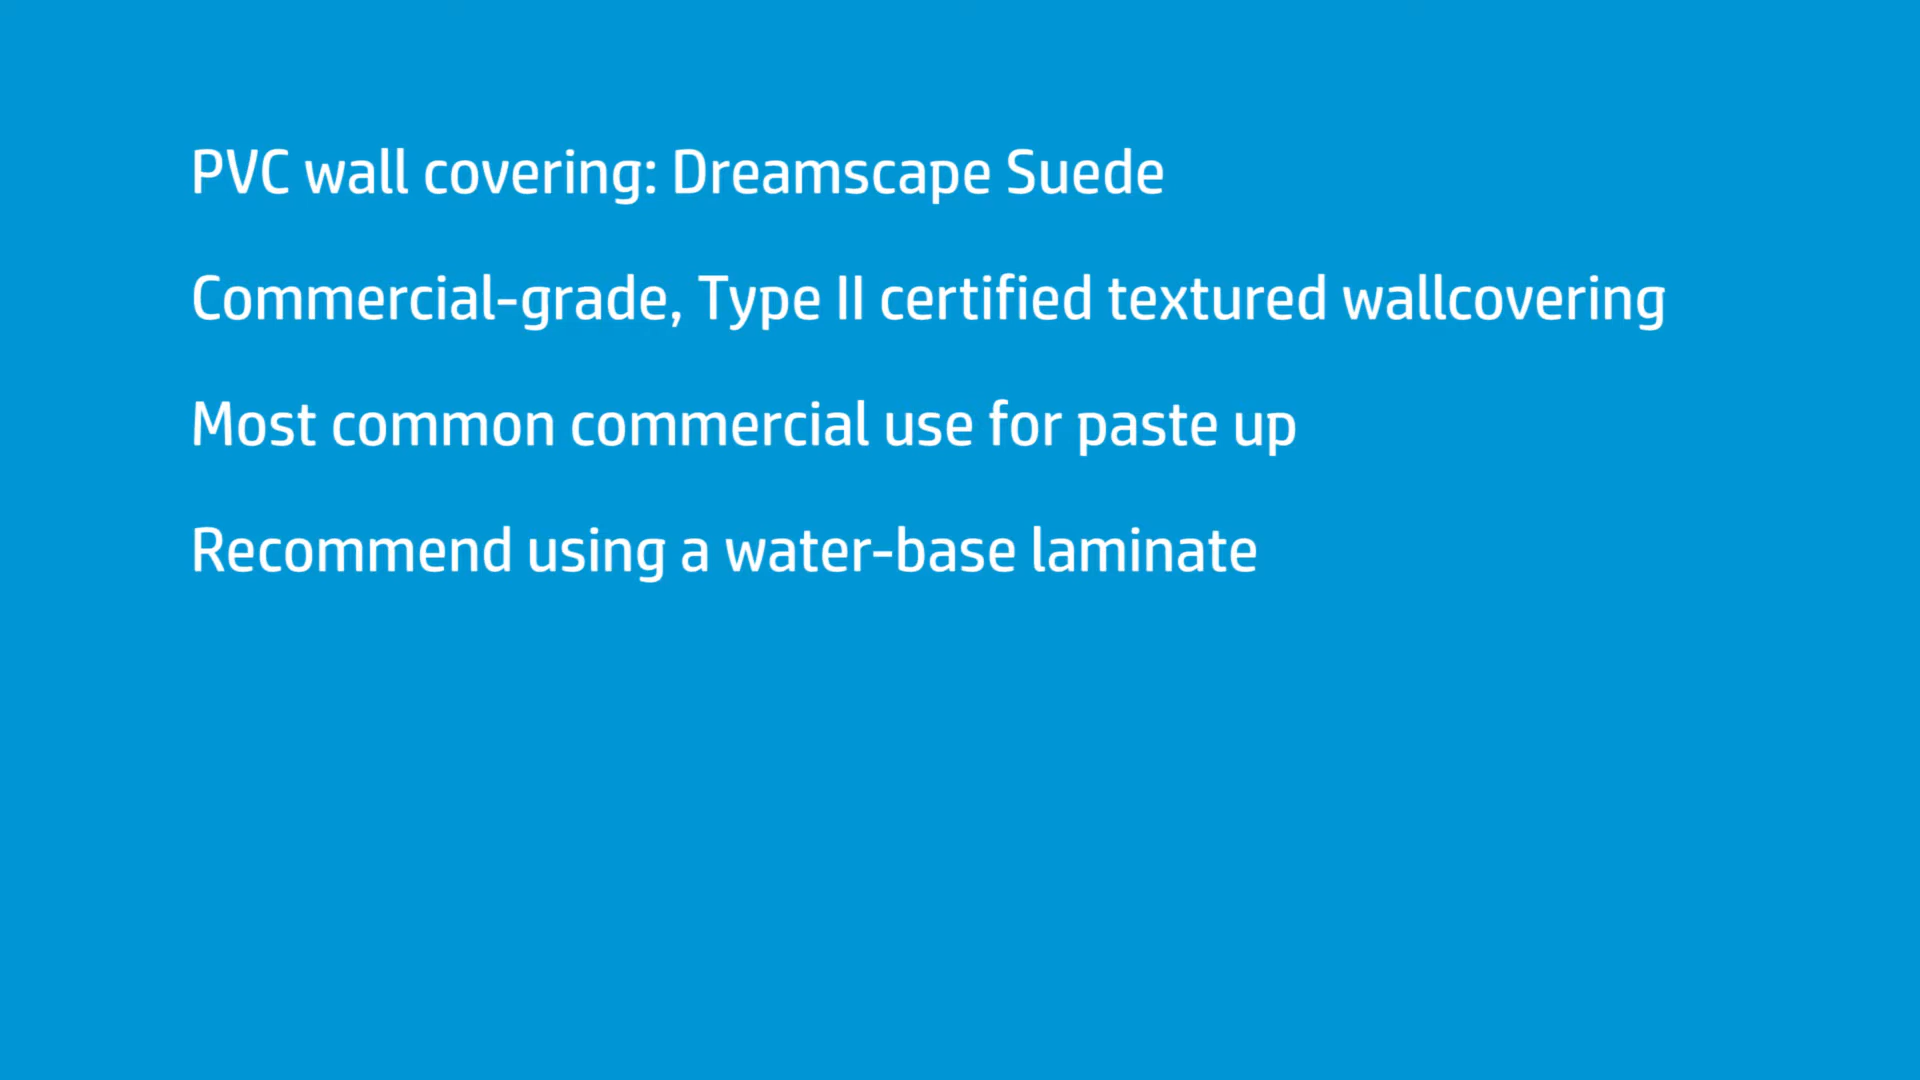 PVC wall covering: Dreamscape Suede
Commercial-grade, Type II certified textured wallcovering
Most common commercial use for paste up
Recommend using a water-base laminate